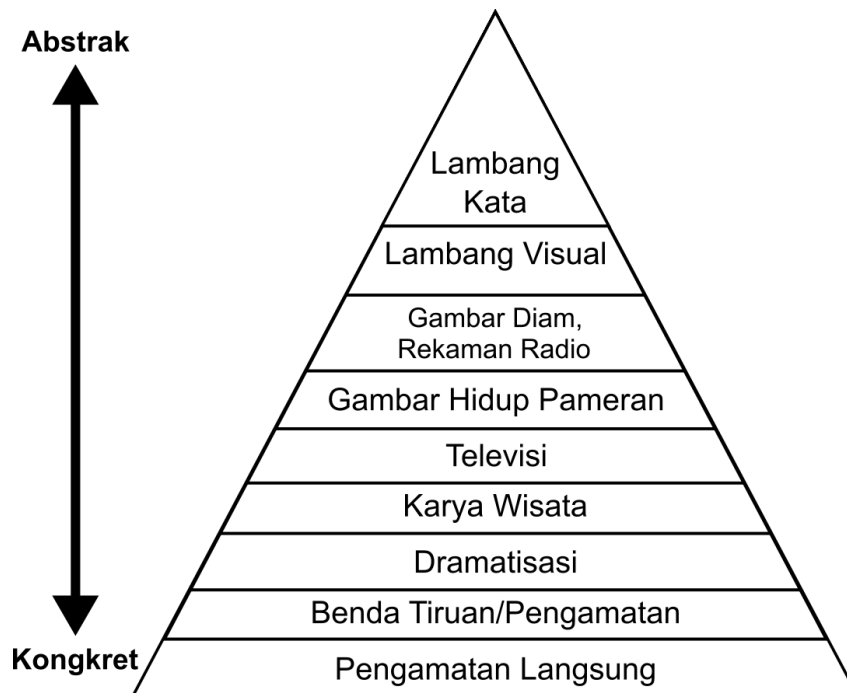 Abstrak
Lambang
Kata
Lambang Visual
Gambar Diam,
Rekaman Radio
Gambar Hidup Pameran
Televisi
Karya Wisata
Dramatisasi
Benda Tiruan/Pengamatan
Kongkret
Pengamatan Langsung